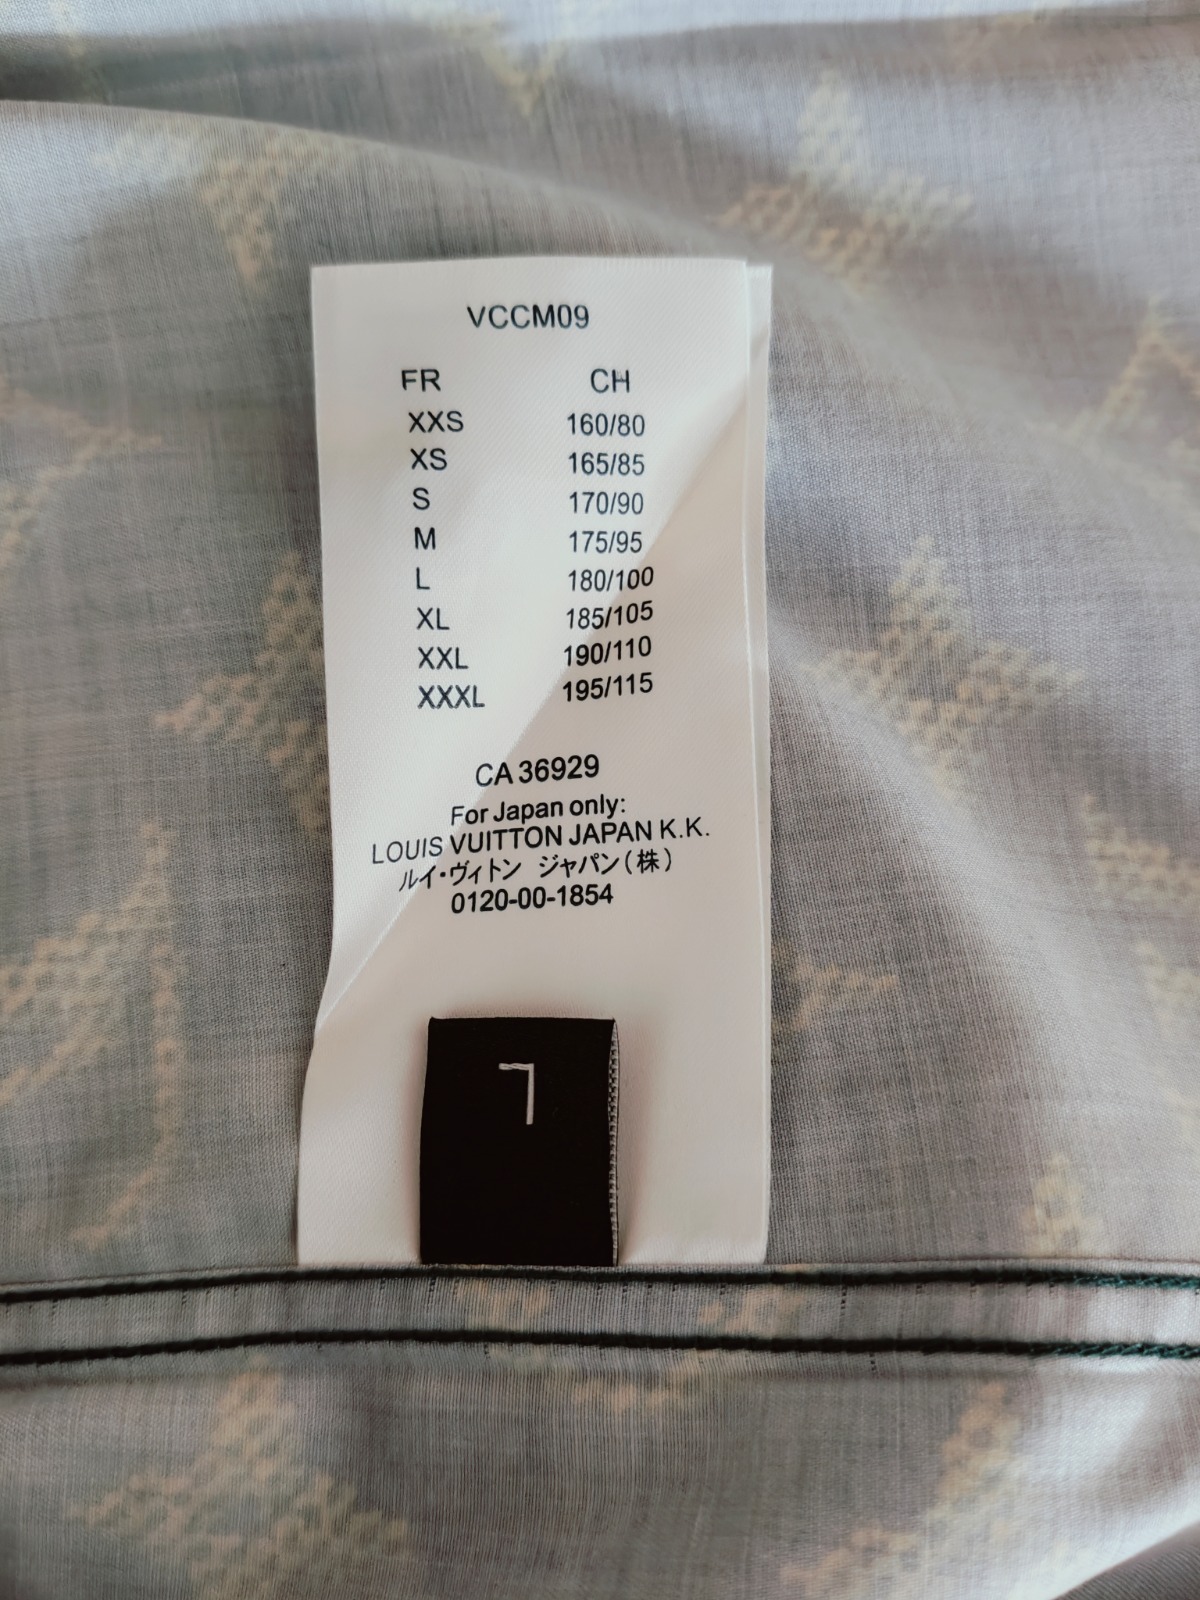 VCCM09
FR CH
XXS 160/80
XS 165/85
S 170/90
M 175/95
L 180/100
XL 185/105
XXL 190/110
XXXL 195/115
CA 36929
For Japan only:
LOUIS VUITTON JAPAN K.K.
ルイ・ヴィトン ジャパン(株)
0120-00-1854
L